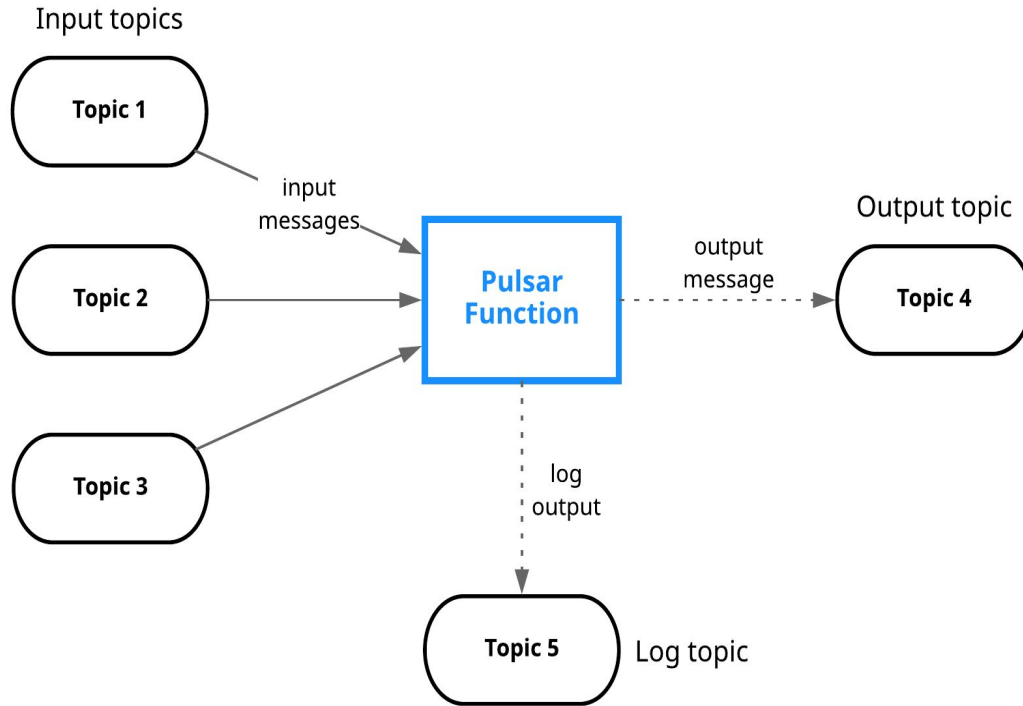 Input topics
Topic 1
input
messages
Output topic
Topic 2
Pulsar
Function
output
message
Topic 4
Topic 3
log
output
Topic 5
Log topic